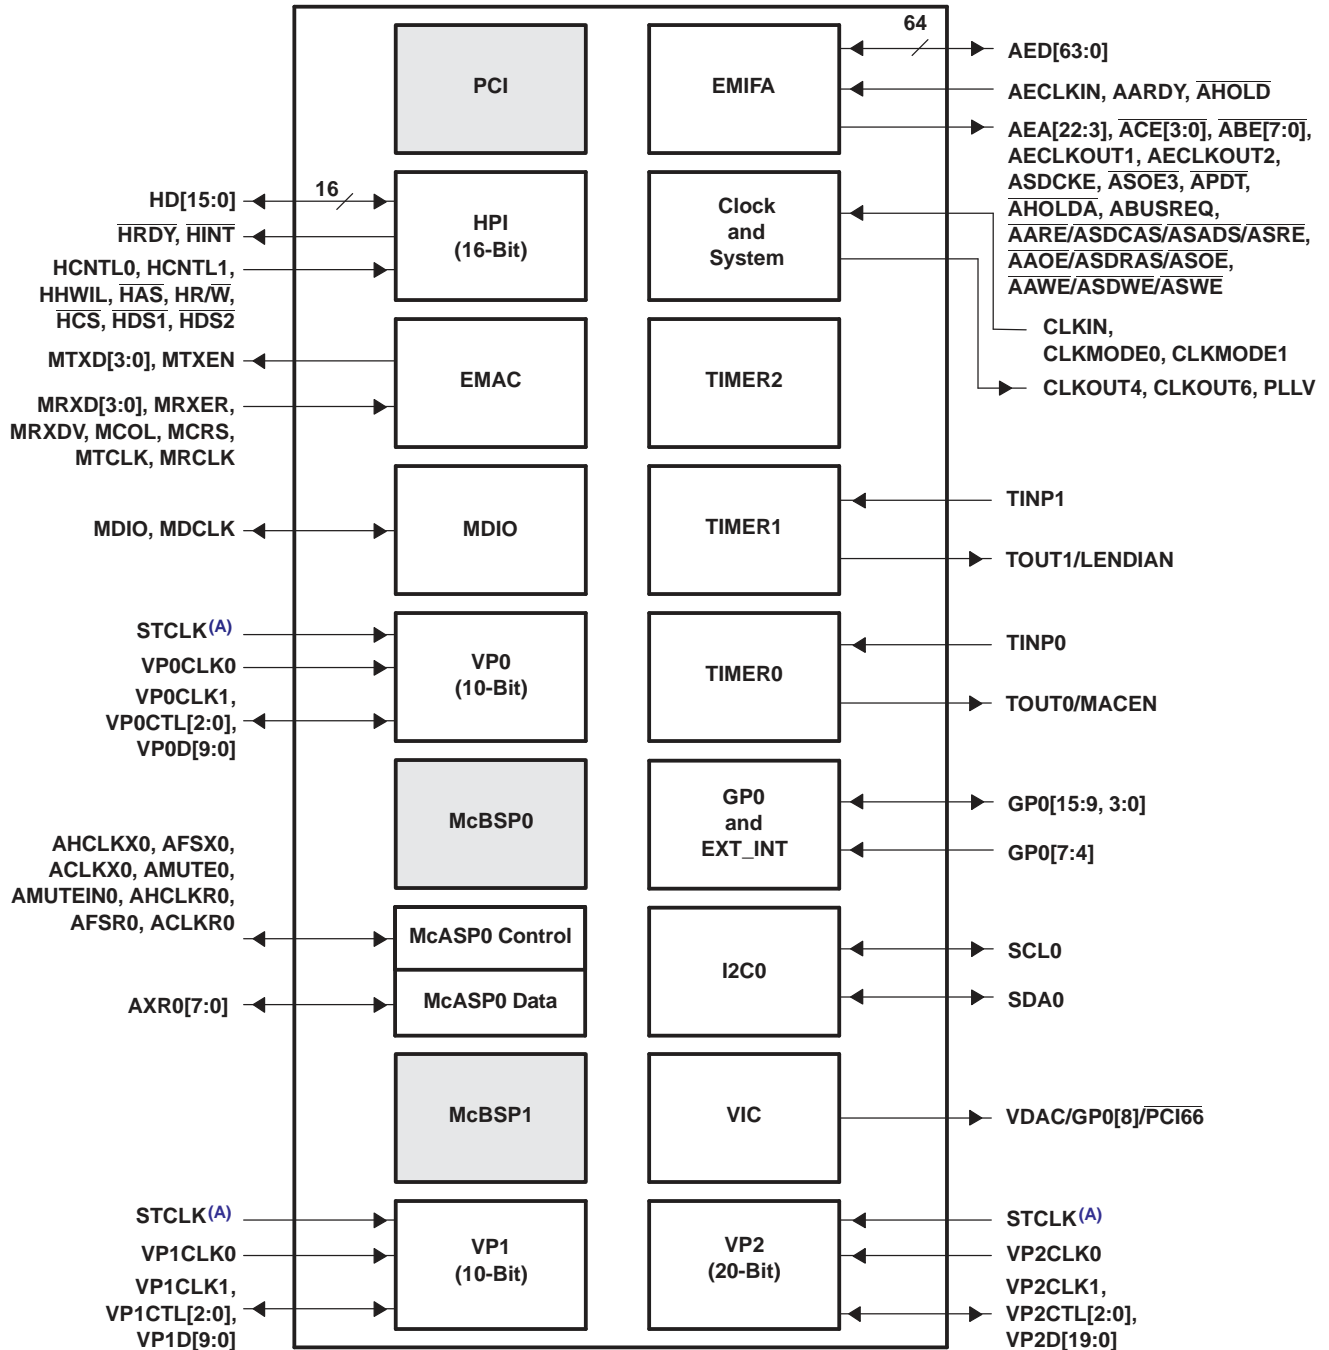 64
PCI
EMIFA
AED[63:0]
AECLKIN, AARDY, AHOLD
AEA[22:3], ACE[3:0], ABE[7:0],
AECLKOUT1, AECLKOUT2,
ASDCKE, ASOE3, APDT,
AHOLDA, ABUSREQ,
AARE/ASDCAS/ASADS/ASRE,
AAOE/ASDRAS/ASOE,
AAWE/ASDWE/ASWE
HD[15:0]
16
HRDY, HINT
HCNTL0, HCNTL1,
HHWIL, HAS, HR/W,
HCS, HDS1, HDS2
HPI
(16-Bit)
Clock
and
System
CLKIN,
CLKMODE0, CLKMODE1
CLKOUT4, CLKOUT6, PLLV
MTXD[3:0], MTXEN
MRXD[3:0], MRXER,
MRXDV, MCOL, MCRS,
MTCLK, MRCLK
EMAC
TIMER2
MDIO, MDCLK
MDIO
TIMER1
TINP1
TOUT1/LENDIAN
STCLK(A)
VP0CLK0
VP0CLK1,
VP0CTL[2:0],
VP0D[9:0]
VP0
(10-Bit)
TIMER0
TINP0
TOUT0/MACEN
McBSP0
GP0
and
EXT_INT
GP0[15:9, 3:0]
GP0[7:4]
AHCLKX0, AFSX0,
ACLKX0, AMUTE0,
AMUTEIN0, AHCLKR0,
AFSR0, ACLKR0
McASP0 Control
AXR0[7:0]
McASP0 Data
I2C0
SCL0
SDA0
McBSP1
VIC
VDAC/GP0[8]/PCI66
STCLK(A)
VP1CLK0
VP1CLK1,
VP1CTL[2:0],
VP1D[9:0]
VP1
(10-Bit)
VP2
(20-Bit)
STCLK(A)
VP2CLK0
VP2CLK1,
VP2CTL[2:0],
VP2D[19:0]